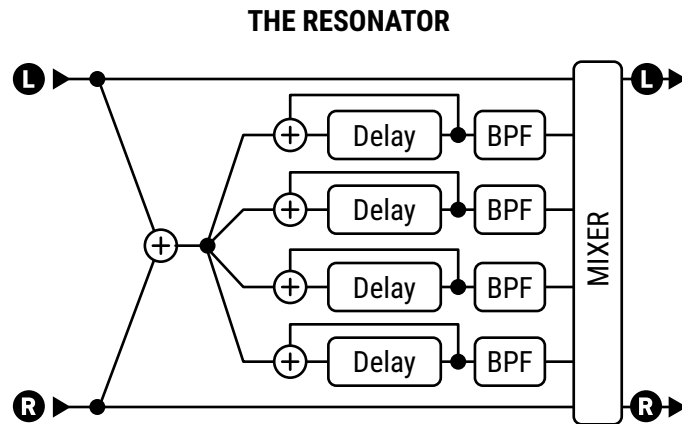 THE RESONATOR
L
L
Delay
BPF
Delay
BPF
MIXER
Delay
BPF
Delay
BPF
R
R